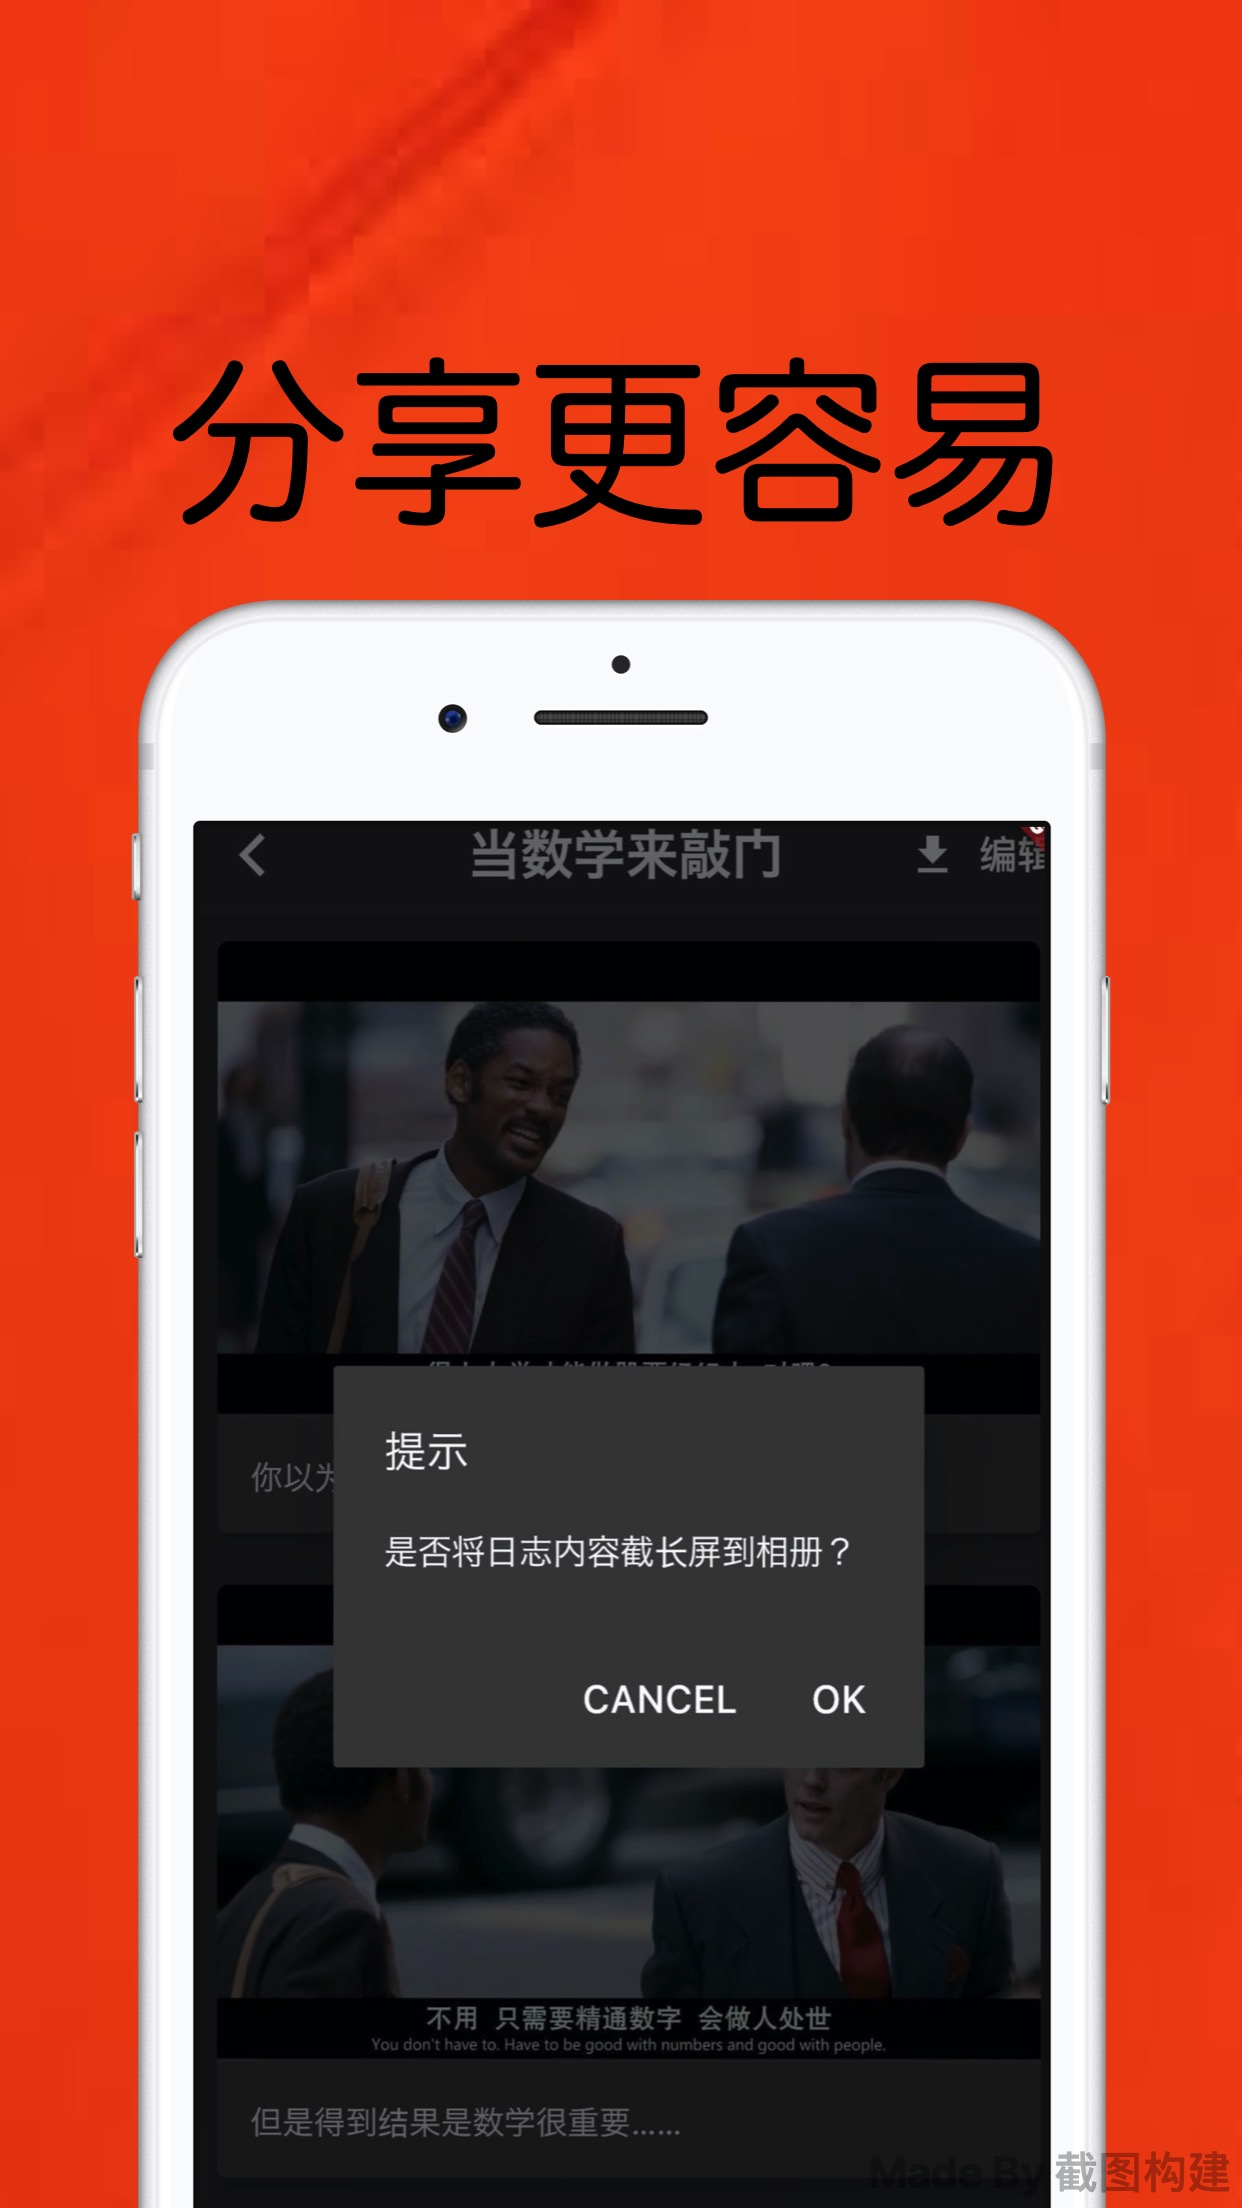 分享更容易
当数学来敲门
编辑
你以为
提示
是否将日志内容截长屏到相册？
CANCEL OK
不用 只需要精通数字 会做人处世
You don't have to. Have to be good with numbers and good with people.
但是得到结果是数学很重要……
Made By 截图构建